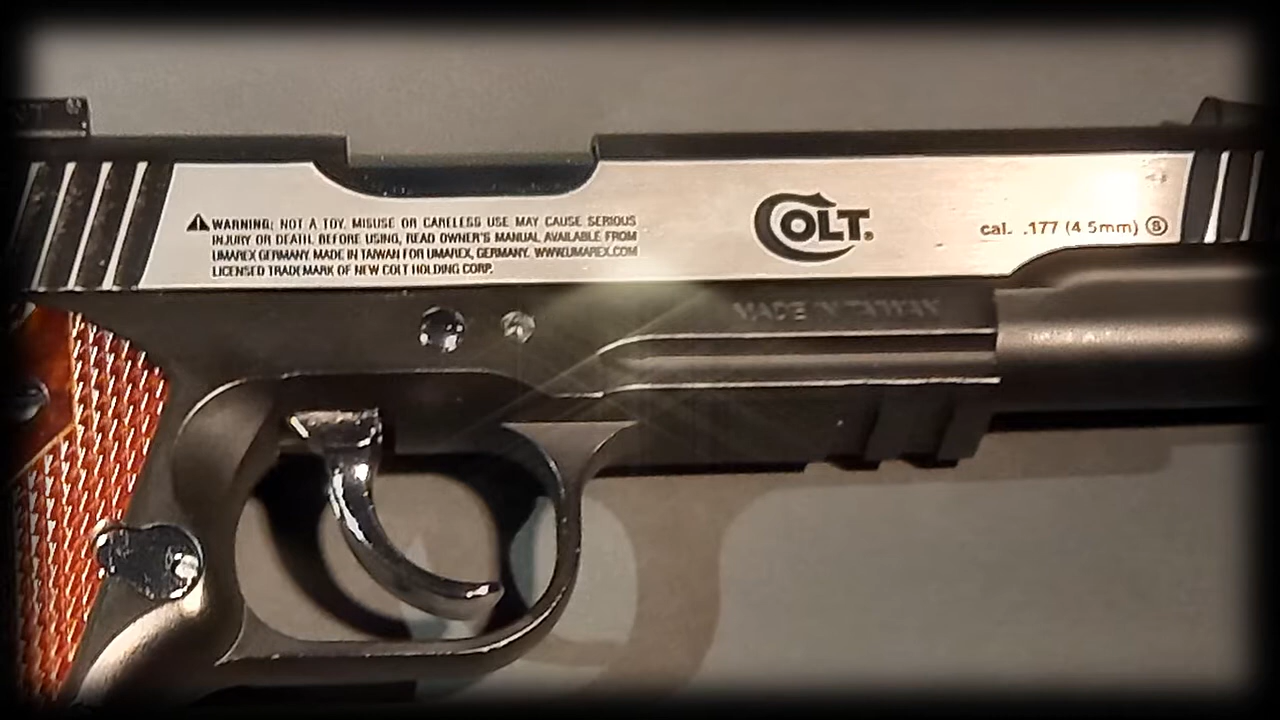 ⚠ WARNING: NOT A TOY. MISUSE OR CARELESS USE MAY CAUSE SERIOUS
INJURY OR DEATH. BEFORE USING, READ OWNER'S MANUAL AVAILABLE FROM
UMAREX GERMANY. MADE IN TAIWAN FOR UMAREX, GERMANY. WWW.UMAREX.COM
LICENSED TRADEMARK OF NEW COLT HOLDING CORP.
COLT®
cal. .177 (4 5mm) Ⓢ
MADE IN TAIWAN